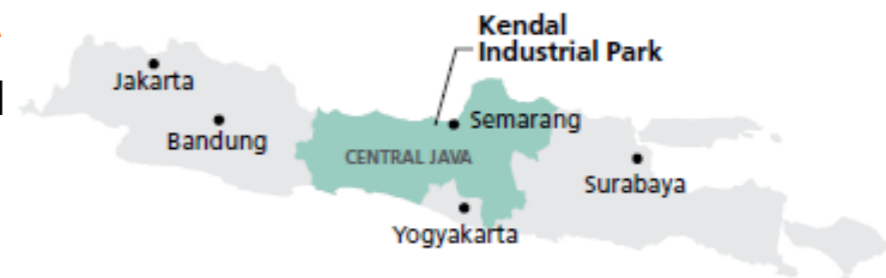 Kendal
Industrial Park
Jakarta
Semarang
Bandung
CENTRAL JAVA
Surabaya
Yogyakarta